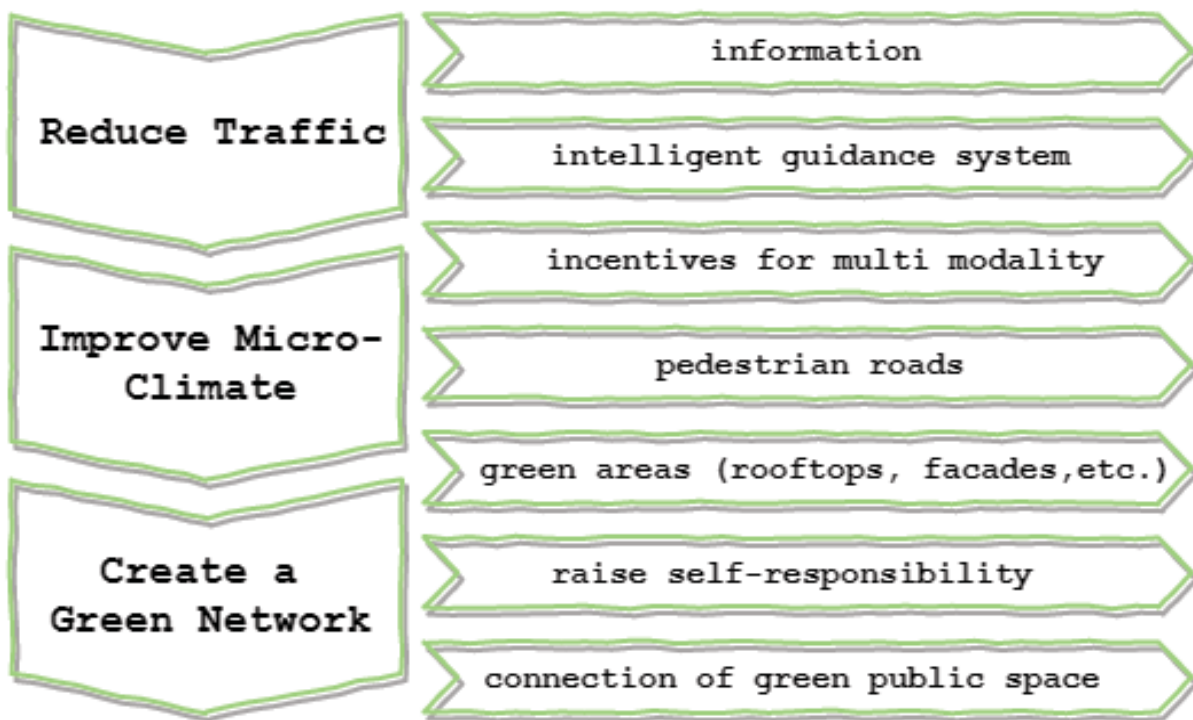 Reduce Traffic
Improve Micro-
Climate
Create a
Green Network
information
intelligent guidance system
incentives for multi modality
pedestrian roads
green areas (rooftops, facades,etc.)
raise self-responsibility
connection of green public space